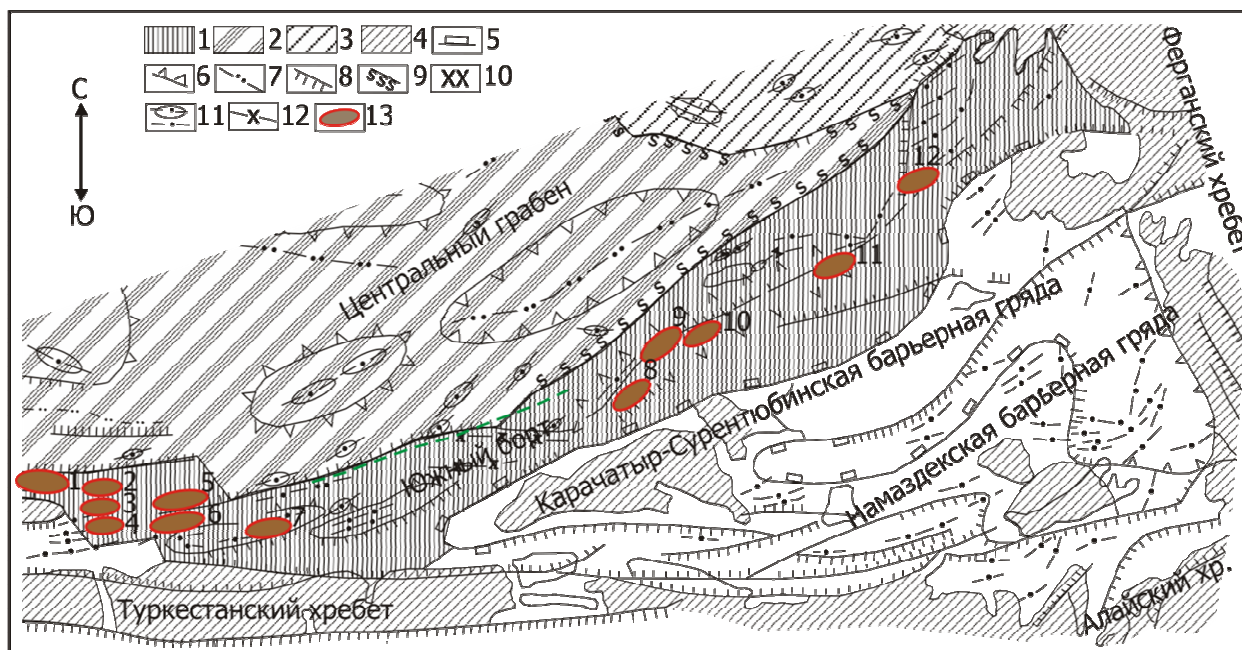 1 2 3 4 5
6 7 8 9 10
11 12 13
С
Ю
Ферганский хребет
Центральный грабен
12
11
9
10
8
Карачатыр-Сурентюбинская барьерная гряда
Намаздекская барьерная гряда
Южный борт
1 2 5
3
4 6 7
Туркестанский хребет
Алайский хр.